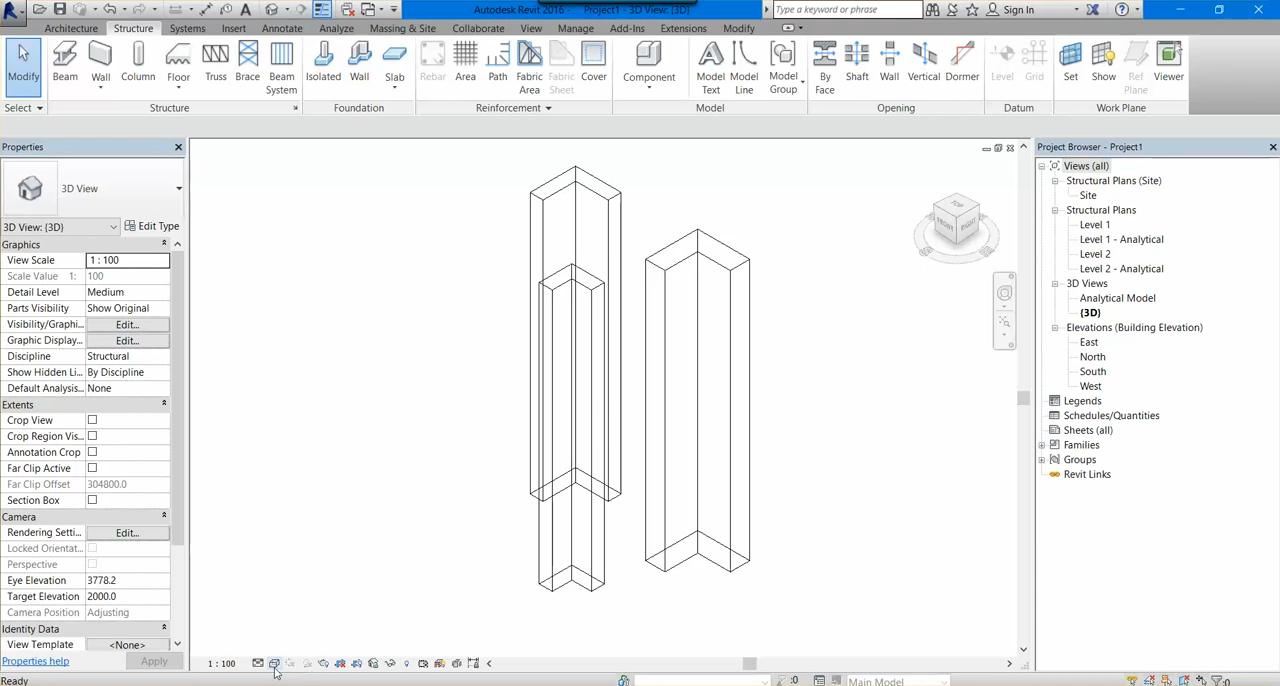 Autodesk Revit 2016 - Project1 - 3D View: {3D}
Type a keyword or phrase
Sign In
Architecture Structure Systems Insert Annotate Analyze Massing & Site Collaborate View Manage Add-Ins Extensions Modify
Modify Beam Wall Column Floor Truss Brace Beam System Isolated Wall Slab Rebar Area Path Fabric Area Fabric Sheet Cover Component Model Text Model Line Model Group By Face Shaft Wall Vertical Dormer Level Grid Set Show Ref Plane Viewer
Select Structure Foundation Reinforcement Model Opening Datum Work Plane
Properties
3D View
3D View: {3D} Edit Type
Graphics
View Scale 1 : 100
Scale Value 1: 100
Detail Level Medium
Parts Visibility Show Original
Visibility/Graphi... Edit...
Graphic Display... Edit...
Discipline Structural
Show Hidden Li... By Discipline
Default Analysis... None
Extents
Crop View
Crop Region Vis...
Annotation Crop
Far Clip Active
Far Clip Offset 304800.0
Section Box
Camera
Rendering Setti... Edit...
Locked Orientat...
Perspective
Eye Elevation 3778.2
Target Elevation 2000.0
Camera Position Adjusting
Identity Data
View Template <None>
Properties help Apply
TOP
FRONT RIGHT
1 : 100
Project Browser - Project1
Views (all)
Structural Plans (Site)
Site
Structural Plans
Level 1
Level 1 - Analytical
Level 2
Level 2 - Analytical
3D Views
Analytical Model
{3D}
Elevations (Building Elevation)
East
North
South
West
Legends
Schedules/Quantities
Sheets (all)
Families
Groups
Revit Links
Ready :0 Main Model :0